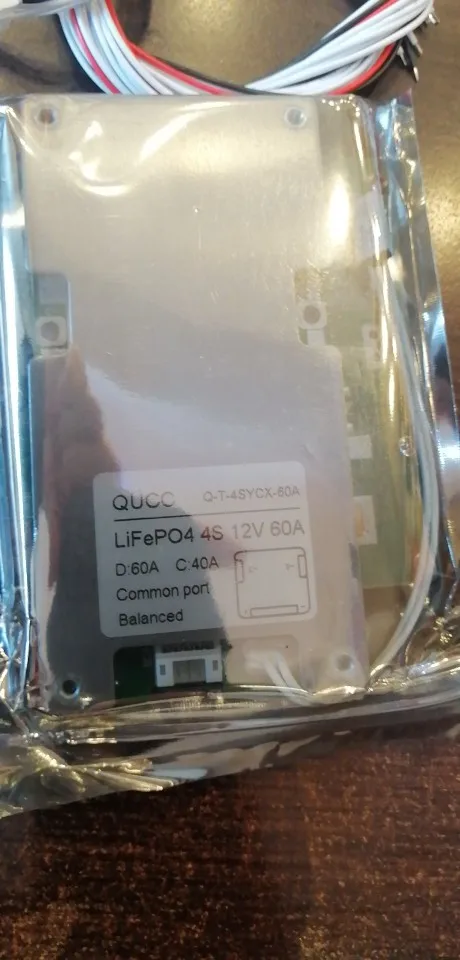 QUCC Q-T-4SYCX-60A
LiFePO4 4S 12V 60A
D:60A C:40A
Common port
Balanced